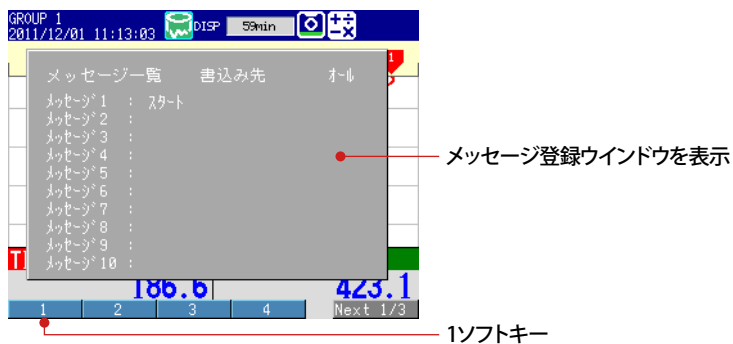 GROUP 1
2011/12/01 11:13:03 DISP 59min
1
メッセージ一覧 書込み先 オール
メッセージ1 : スタート
メッセージ2 :
メッセージ3 :
メッセージ4 :
メッセージ5 :
メッセージ6 :
メッセージ7 :
メッセージ8 :
メッセージ9 :
メッセージ10 :
メッセージ登録ウインドウを表示
T
186.6 423.1
1 2 3 4 Next 1/3
1ソフトキー